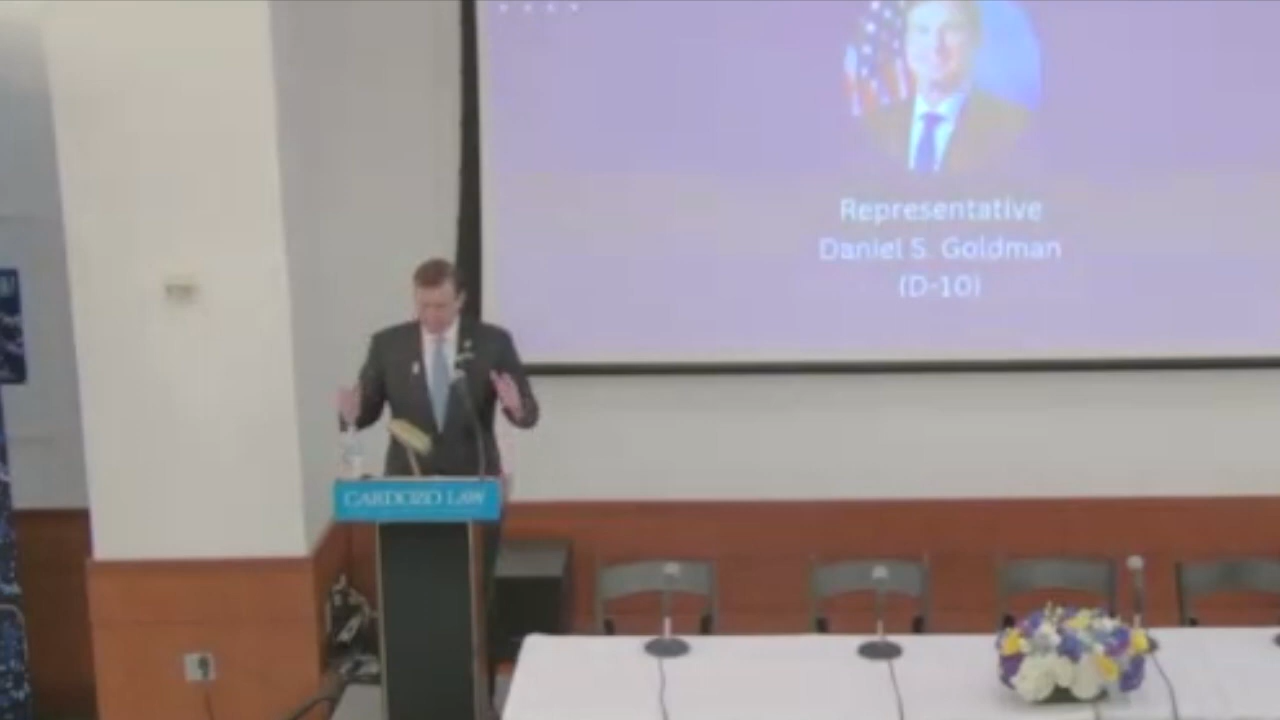 Representative
Daniel S. Goldman
(D-10)
CARDOZO LAW